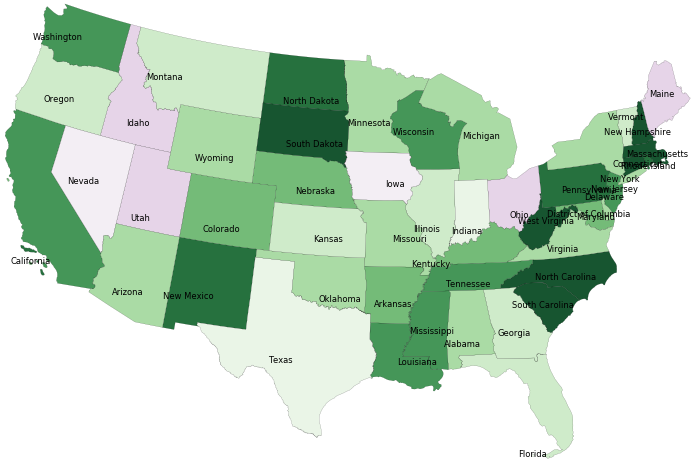 Washington
Montana
Oregon
Idaho
North Dakota
Minnesota
Wisconsin
Michigan
Maine
Vermont
New Hampshire
Massachusetts
Connecticut
Rhode Island
New York
New Jersey
Pennsylvania
Delaware
District of Columbia
Maryland
South Dakota
Wyoming
Nevada
Utah
Nebraska
Iowa
Illinois
Indiana
Ohio
West Virginia
Virginia
Colorado
Kansas
Missouri
Kentucky
California
Arizona
New Mexico
Oklahoma
Arkansas
Tennessee
North Carolina
South Carolina
Texas
Mississippi
Louisiana
Alabama
Georgia
Florida